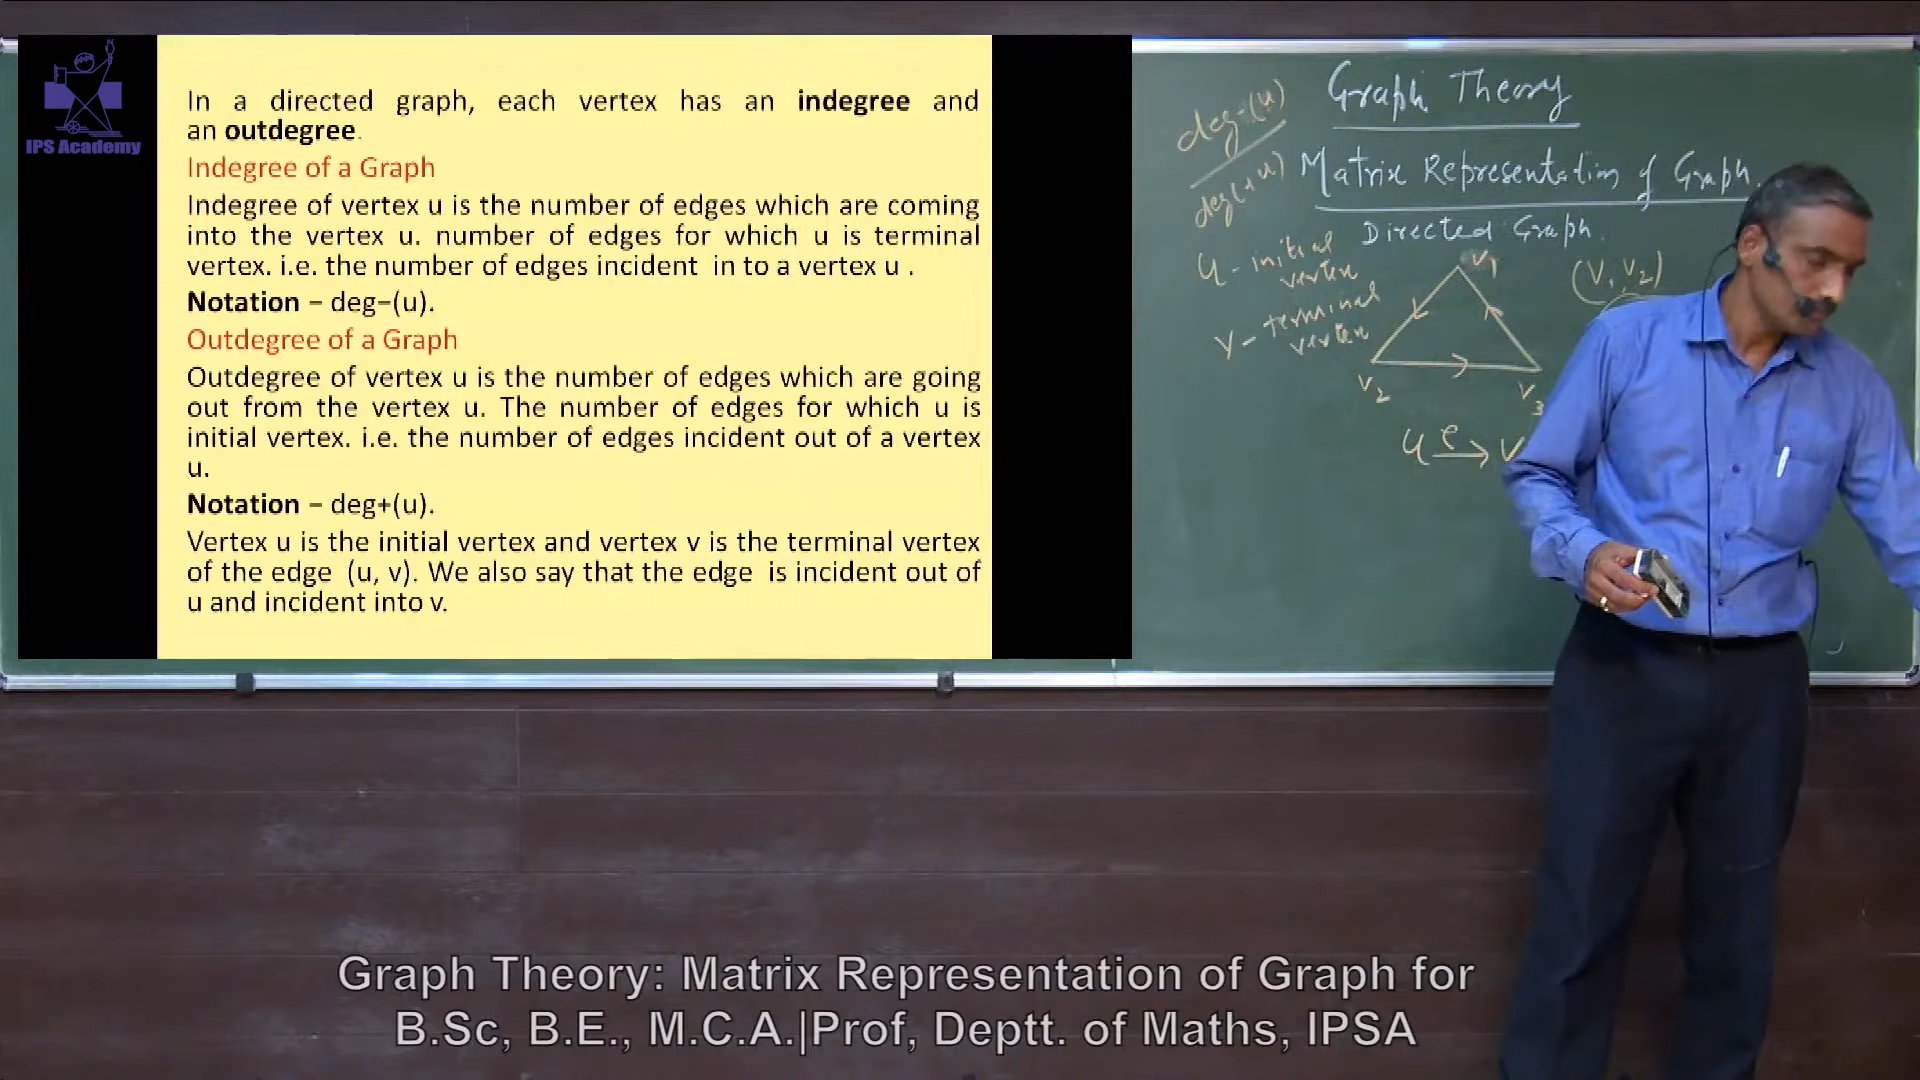 IPS Academy
In a directed graph, each vertex has an indegree and
an outdegree.
Indegree of a Graph
Indegree of vertex u is the number of edges which are coming
into the vertex u. number of edges for which u is terminal
vertex. i.e. the number of edges incident in to a vertex u .
Notation − deg−(u).
Outdegree of a Graph
Outdegree of vertex u is the number of edges which are going
out from the vertex u. The number of edges for which u is
initial vertex. i.e. the number of edges incident out of a vertex
u.
Notation − deg+(u).
Vertex u is the initial vertex and vertex v is the terminal vertex
of the edge (u, v). We also say that the edge is incident out of
u and incident into v.
Graph Theory
Matrix Representation of Graph.
Directed Graph.
deg-(u)
deg(+u)
u - initial
vertex
v - terminal
vertex
v1
(v1, v2)
v2
v3
u e → v
Graph Theory: Matrix Representation of Graph for
B.Sc, B.E., M.C.A.|Prof, Deptt. of Maths, IPSA